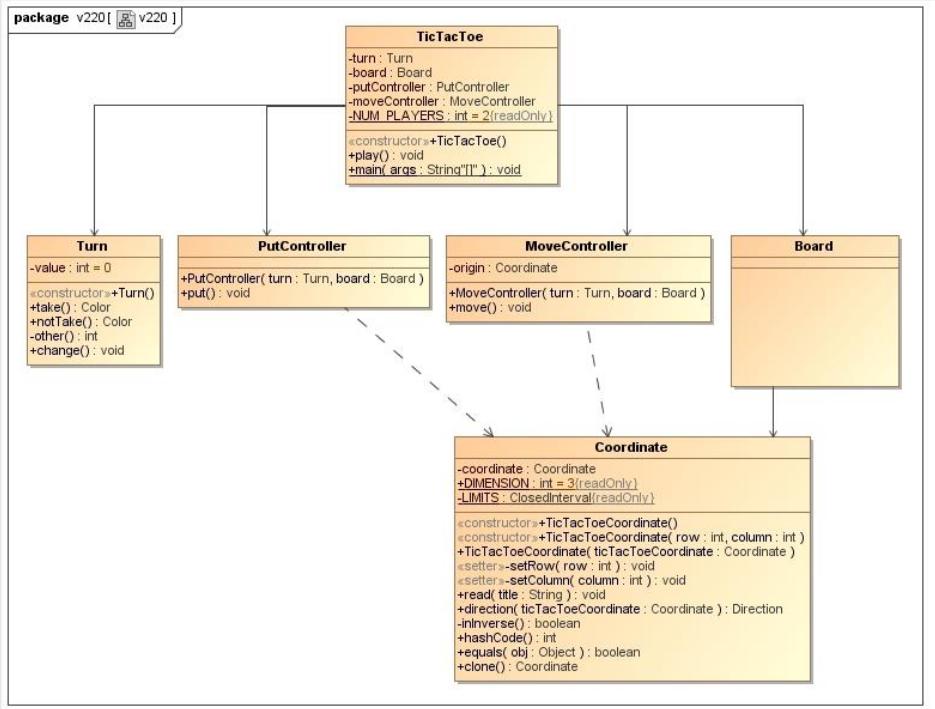 package v220 [ v220 ]
TicTacToe
-turn : Turn
-board : Board
-putController : PutController
-moveController : MoveController
-NUM_PLAYERS : int = 2{readOnly}
«constructor»+TicTacToe()
+play() : void
+main( args : String"[]" ) : void
Turn
-value : int = 0
«constructor»+Turn()
+take() : Color
+notTake() : Color
-other() : int
+change() : void
PutController
+PutController( turn : Turn, board : Board )
+put() : void
MoveController
-origin : Coordinate
+MoveController( turn : Turn, board : Board )
+move() : void
Board
Coordinate
-coordinate : Coordinate
+DIMENSION : int = 3{readOnly}
-LIMITS : ClosedInterval{readOnly}
«constructor»+TicTacToeCoordinate()
«constructor»+TicTacToeCoordinate( row : int, column : int )
+TicTacToeCoordinate( ticTacToeCoordinate : Coordinate )
«setter»-setRow( row : int ) : void
«setter»-setColumn( column : int ) : void
+read( title : String ) : void
+direction( ticTacToeCoordinate : Coordinate ) : Direction
-inInverse() : boolean
+hashCode() : int
+equals( obj : Object ) : boolean
+clone() : Coordinate